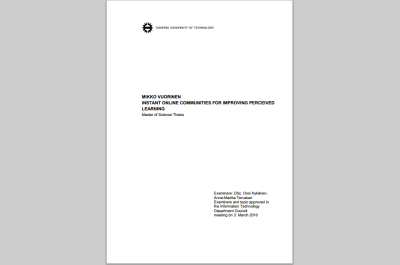 TAMPERE UNIVERSITY OF TECHNOLOGY
MIKKO VUORINEN
INSTANT ONLINE COMMUNITIES FOR IMPROVING PERCEIVED
LEARNING
Master of Science Thesis
Examiners: DSc. Ossi Nykänen,
Anne-Maritta Tervakari
Examiners and topic approved in
the Information Technology
Department Council
meeting on 3. March 2010